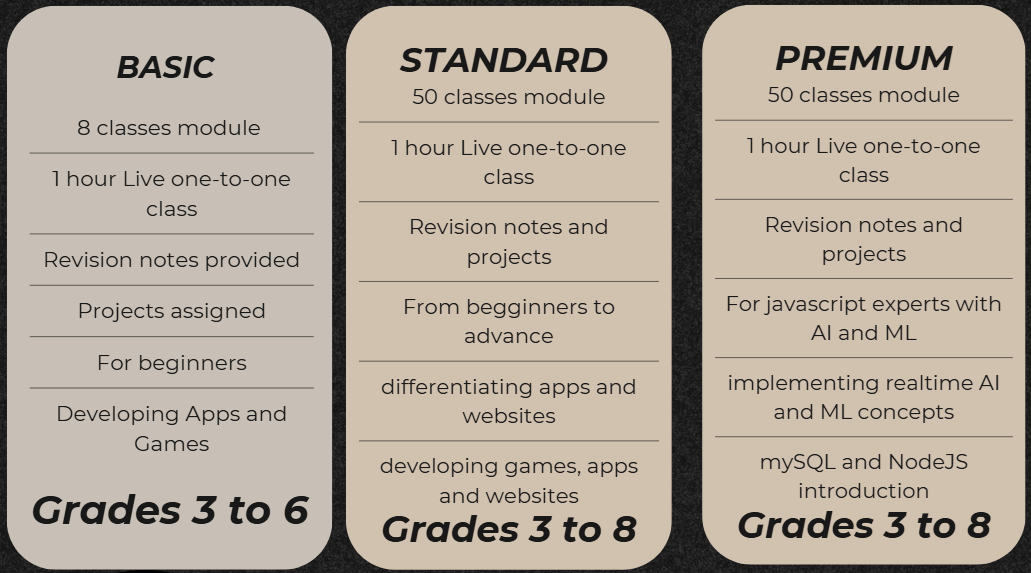 BASIC
8 classes module
1 hour Live one-to-one
class
Revision notes provided
Projects assigned
For beginners
Developing Apps and
Games
Grades 3 to 6
STANDARD
50 classes module
1 hour Live one-to-one
class
Revision notes and
projects
From begginners to
advance
differentiating apps and
websites
developing games, apps
and websites
Grades 3 to 8
PREMIUM
50 classes module
1 hour Live one-to-one
class
Revision notes and
projects
For javascript experts with
AI and ML
implementing realtime AI
and ML concepts
mySQL and NodeJS
introduction
Grades 3 to 8